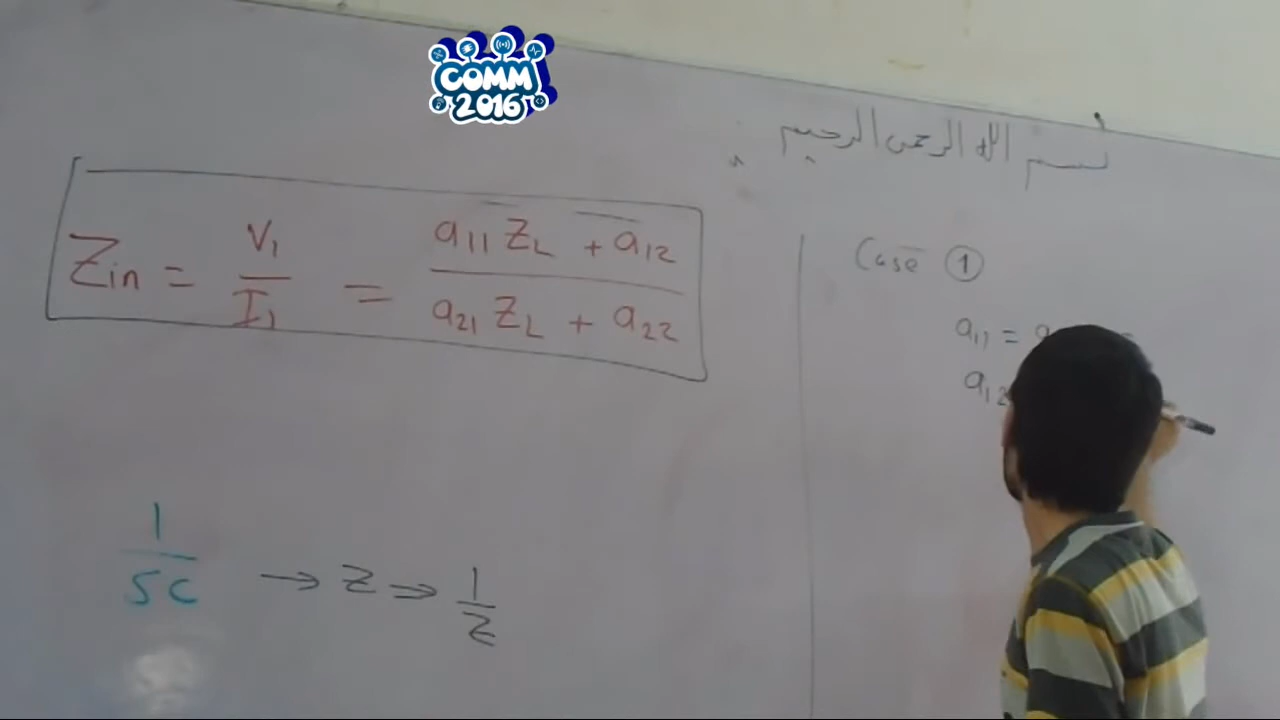 COMM
2016
بسم الله الرحمن الرحيم
Zin = V1 / I1 = a11 ZL + a12 / a21 ZL + a22
Case 1
a11 =
a12
1 / SC → Z ⇒ 1 / Z